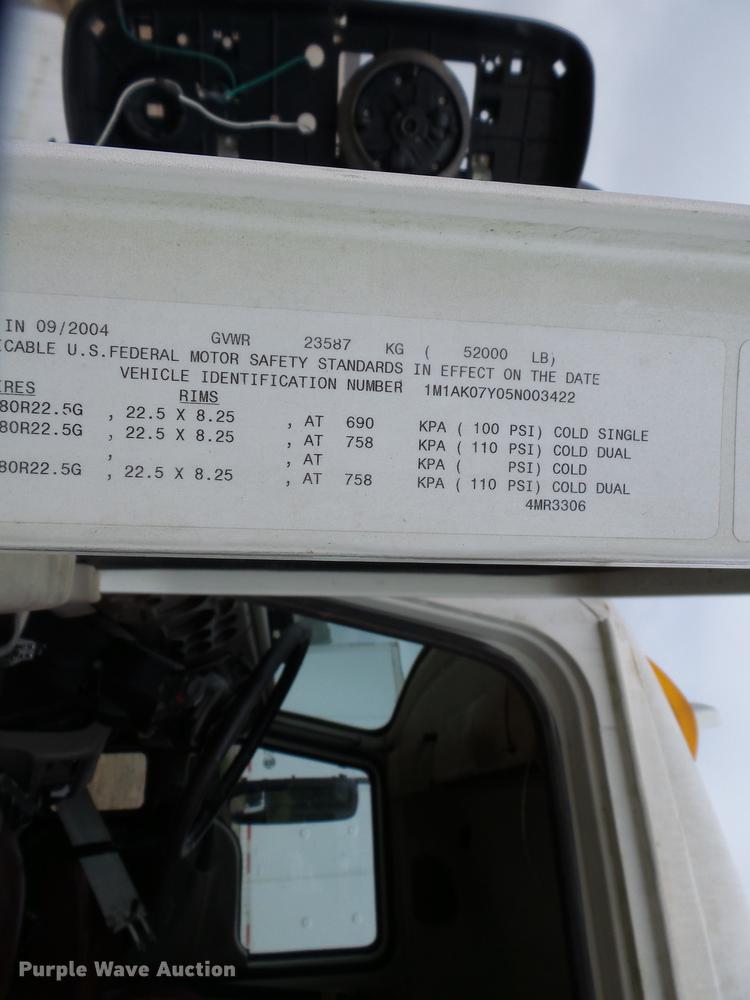 IN 09/2004 GVWR 23587 KG ( 52000 LB)
ICABLE U.S.FEDERAL MOTOR SAFETY STANDARDS IN EFFECT ON THE DATE
VEHICLE IDENTIFICATION NUMBER 1M1AK07Y05N003422
IRES RIMS
80R22.5G , 22.5 X 8.25 , AT 690 KPA ( 100 PSI) COLD SINGLE
80R22.5G , 22.5 X 8.25 , AT 758 KPA ( 110 PSI) COLD DUAL
, , AT KPA ( PSI) COLD
80R22.5G , 22.5 X 8.25 , AT 758 KPA ( 110 PSI) COLD DUAL
4MR3306
Purple Wave Auction